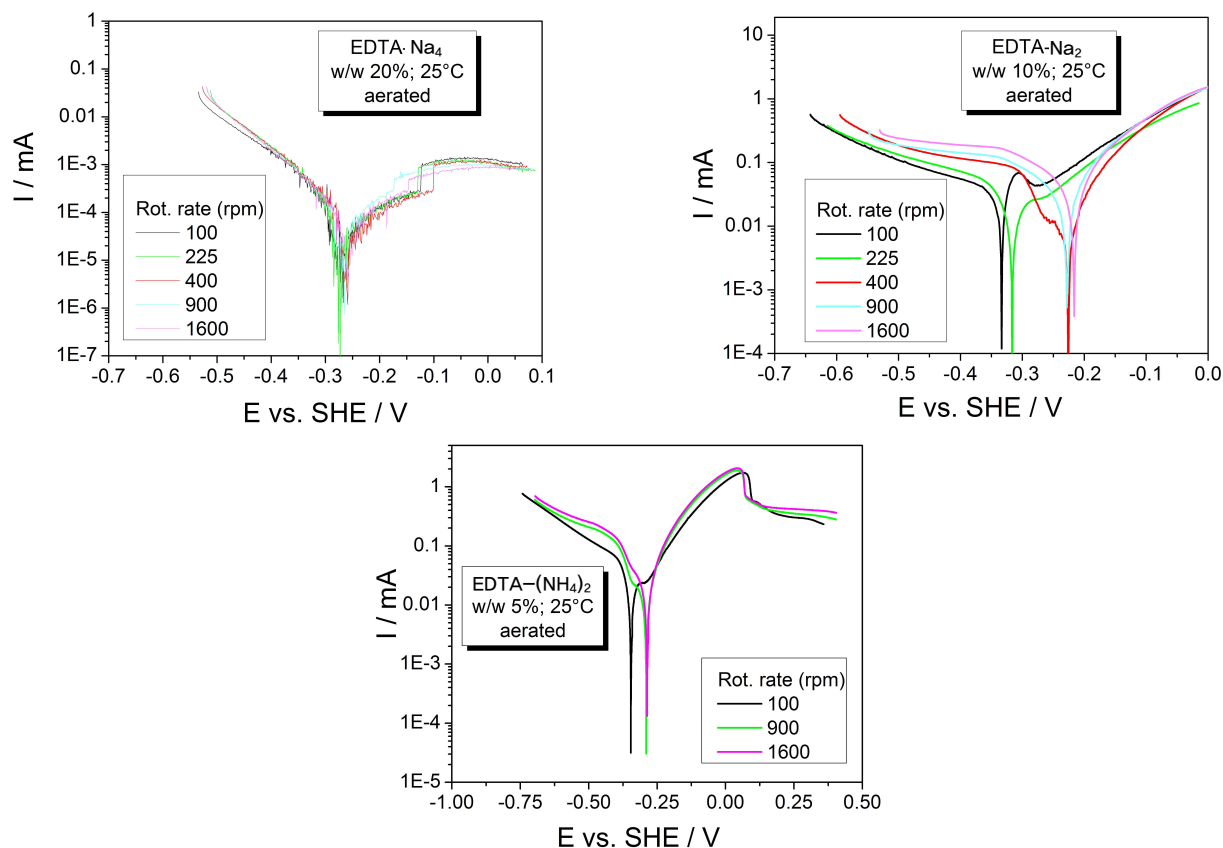 EDTA·Na₄
w/w 20%; 25°C
aerated
I / mA
1
0.1
0.01
1E-3
1E-4
1E-5
1E-6
1E-7
Rot. rate (rpm)
100
225
400
900
1600
-0.7 -0.6 -0.5 -0.4 -0.3 -0.2 -0.1 0.0 0.1
E vs. SHE / V
EDTA-Na₂
w/w 10%; 25°C
aerated
I / mA
10
1
0.1
0.01
1E-3
1E-4
Rot. rate (rpm)
100
225
400
900
1600
-0.7 -0.6 -0.5 -0.4 -0.3 -0.2 -0.1 0.0
E vs. SHE / V
EDTA–(NH₄)₂
w/w 5%; 25°C
aerated
I / mA
1
0.1
0.01
1E-3
1E-4
1E-5
Rot. rate (rpm)
100
900
1600
-1.00 -0.75 -0.50 -0.25 0.00 0.25 0.50
E vs. SHE / V